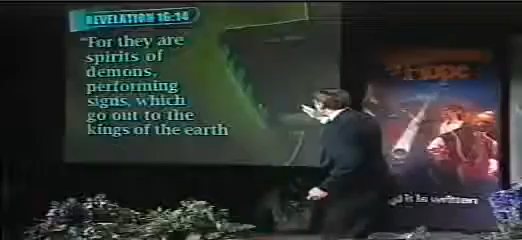 REVELATION 16:14
"For they are
spirits of
demons,
performing
signs, which
go out to the
kings of the earth
Hope
it is written